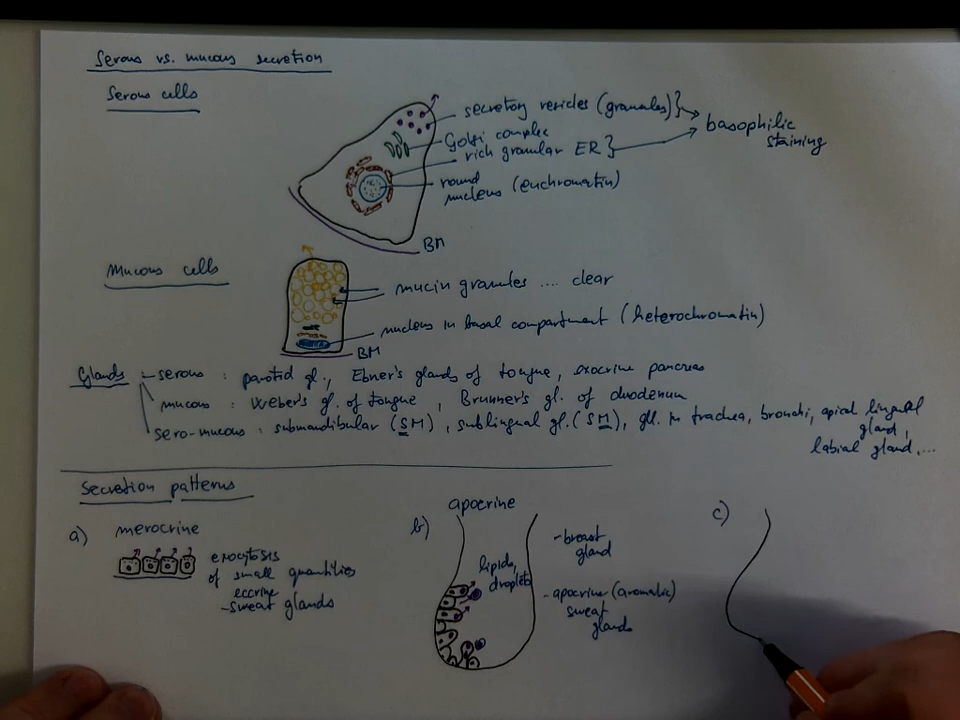 Serous vs. mucous secretion
Serous cells
secretory vesicles (granules)
Golgi complex
rich granular ER
basophilic
staining
round
nucleus (euchromatin)
BM
Mucous cells
mucin granules .... clear
nucleus in basal compartment (heterochromatin)
BM
Glands - serous : parotid gl., Ebner's glands of tongue, exocrine pancreas
mucous : Weber's gl. of tongue, Brunner's gl. of duodenum
sero-mucous : submandibular (SM), sublingual gl. (SM), gll. in trachea, bronchi, apical lingual
gland,
labial gland,...
Secretion patterns
a) merocrine
exocytosis
of small quantities
eccrine
- sweat glands
b) apocrine
lipids,
droplets
- breast
gland
- apocrine (aromatic)
sweat
glands
c)